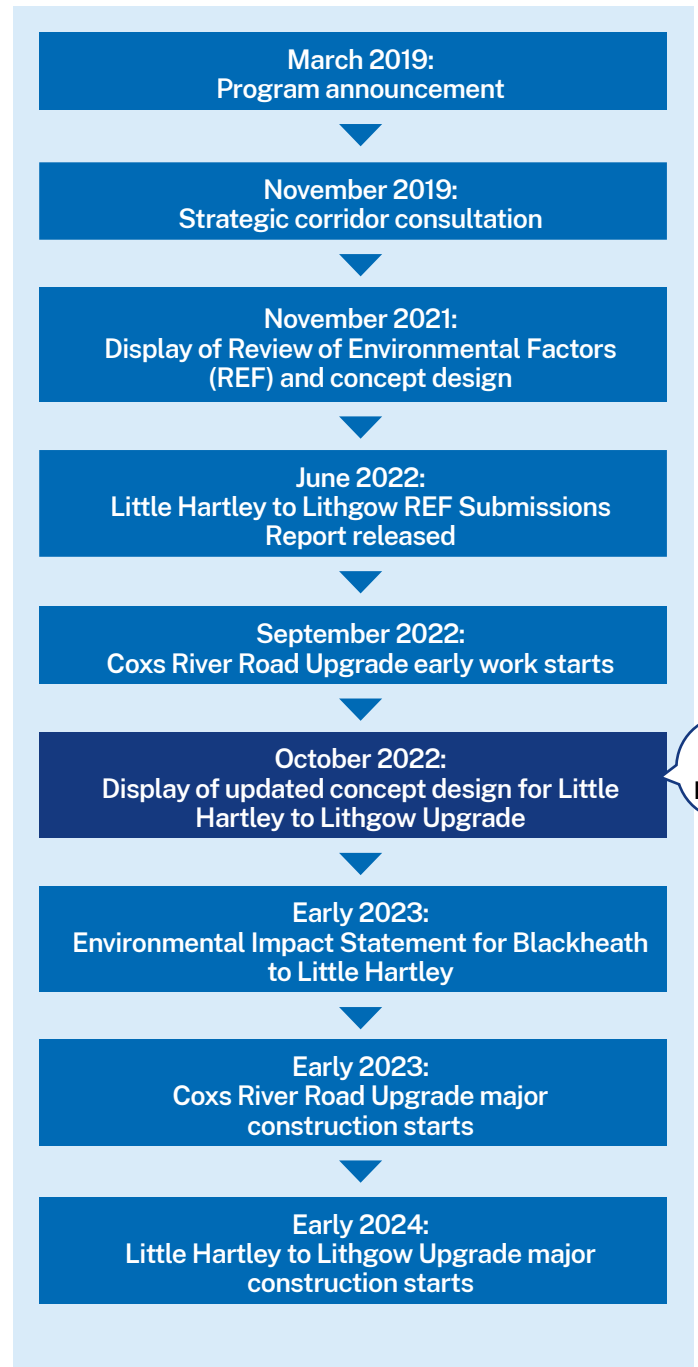 March 2019:
Program announcement
November 2019:
Strategic corridor consultation
November 2021:
Display of Review of Environmental Factors
(REF) and concept design
June 2022:
Little Hartley to Lithgow REF Submissions
Report released
September 2022:
Coxs River Road Upgrade early work starts
October 2022:
Display of updated concept design for Little
Hartley to Lithgow Upgrade
Early 2023:
Environmental Impact Statement for Blackheath
to Little Hartley
Early 2023:
Coxs River Road Upgrade major
construction starts
Early 2024:
Little Hartley to Lithgow Upgrade major
construction starts